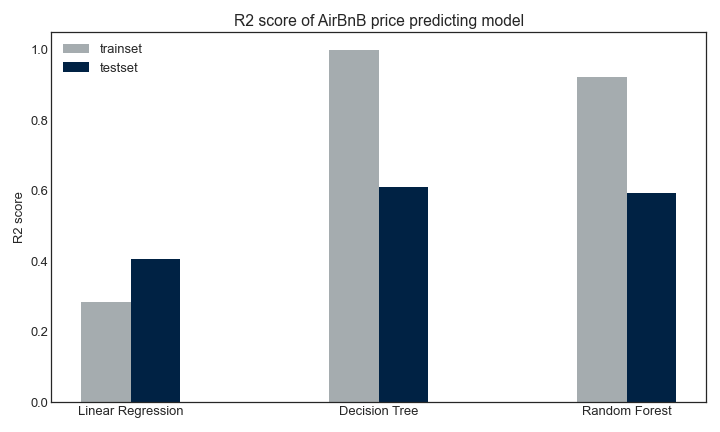 R2 score of AirBnB price predicting model
trainset
testset
R2 score
1.0
0.8
0.6
0.4
0.2
0.0
Linear Regression
Decision Tree
Random Forest